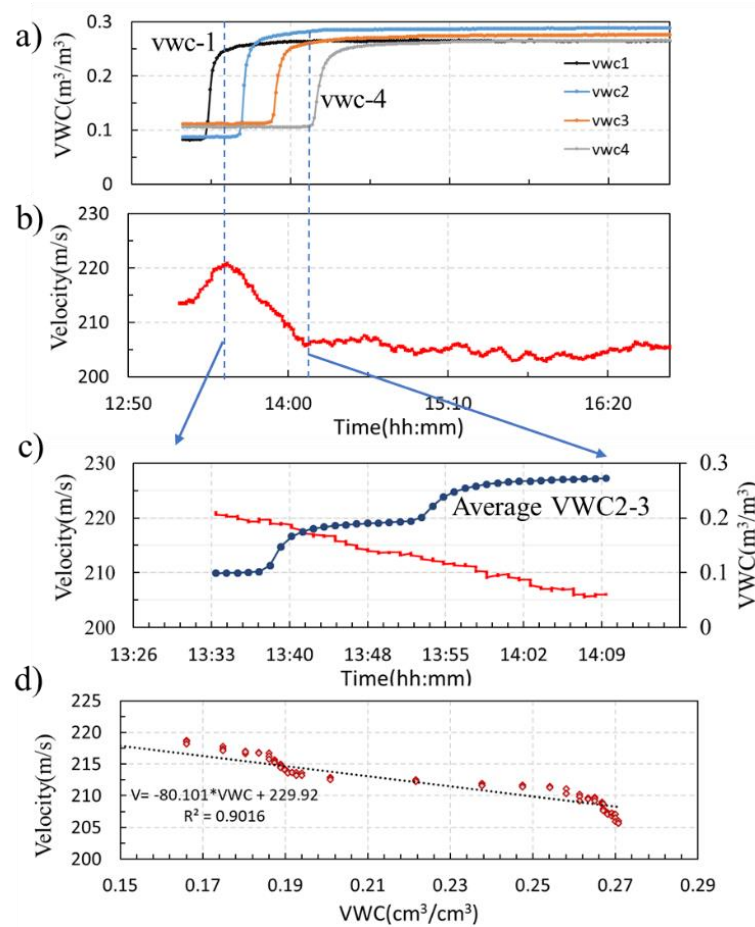 a)
VWC(m³/m³)
0.3
0.2
0.1
0
vwc-1
vwc-4
vwc1
vwc2
vwc3
vwc4
b)
Velocity(m/s)
230
220
210
200
12:50
14:00
15:10
16:20
Time(hh:mm)
c)
Velocity(m/s)
230
220
210
200
Average VWC2-3
0.3
0.2
0.1
0
VWC(m³/m³)
13:26
13:33
13:40
13:48
13:55
14:02
14:09
Time(hh:mm)
d)
Velocity(m/s)
225
220
215
210
205
200
V= -80.101*VWC + 229.92
R² = 0.9016
0.15
0.17
0.19
0.21
0.23
0.25
0.27
0.29
VWC(cm³/cm³)